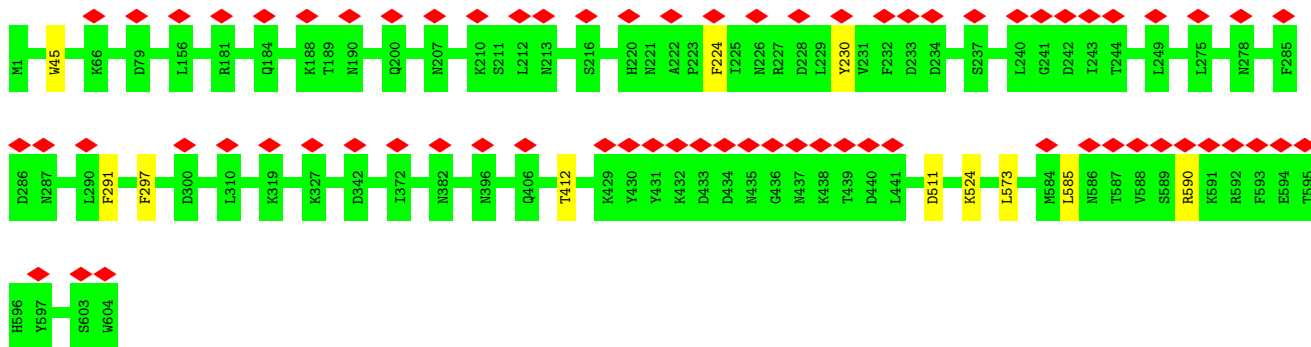 M1 W45 K66 D79 L156 R181 Q184 K188 T189 N190 Q200 N207 K210 S211 L212 N213 S216 H220 N221 A222 P223 F224 I225 N226 R227 D228 L229 Y230 V231 F232 D233 D234 S237 L240 G241 D242 I243 T244 L249 L275 N278 F285
D286 N287 L290 F291 F297 D300 L310 K319 K327 D342 I372 N382 N396 Q406 T412 K429 Y430 Y431 K432 D433 D434 N435 G436 N437 K438 T439 D440 L441 D511 K524 L573 M584 L585 N586 T587 V588 S589 R590 K591 R592 F593 E594 T595
H596 Y597 S603 W604